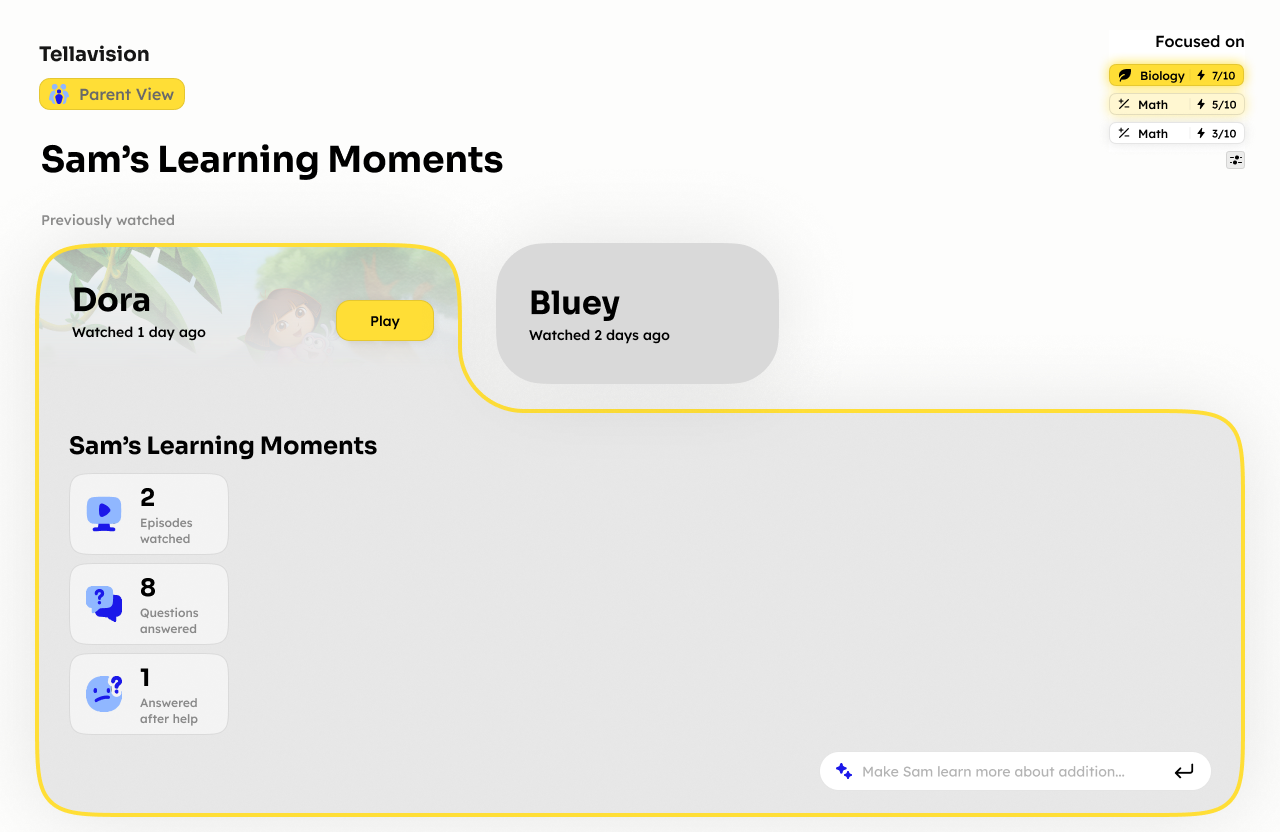 Tellavision
Parent View
Focused on
Biology 7/10
Math 5/10
Math 3/10
Sam’s Learning Moments
Previously watched
Dora
Watched 1 day ago
Play
Bluey
Watched 2 days ago
Sam’s Learning Moments
2
Episodes
watched
8
Questions
answered
1
Answered
after help
Make Sam learn more about addition...